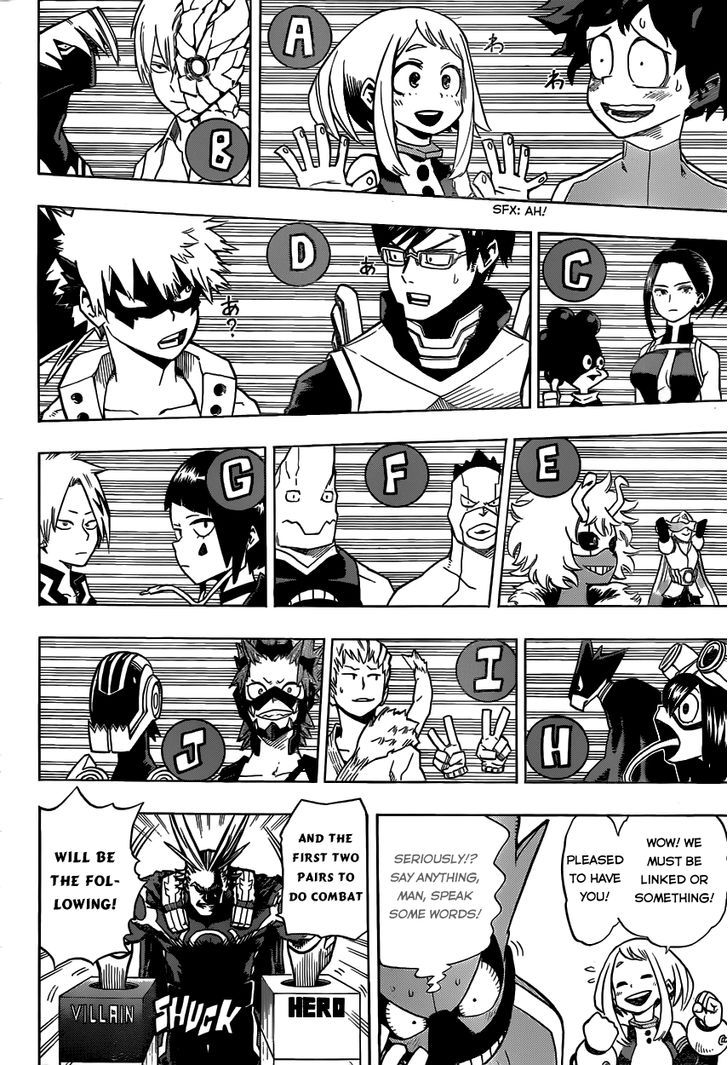 A
わ
わ
B
SFX: AH!
C
D
あ
あ?
E
F
G
H
I
J
WOW! WE
MUST BE
LINKED OR
SOMETHING!
PLEASED
TO HAVE
YOU!
SERIOUSLY!?
SAY ANYTHING,
MAN, SPEAK
SOME WORDS!
AND THE
FIRST TWO
PAIRS TO
DO COMBAT
WILL BE
THE FOL-
LOWING!
VILLAIN
SHUCK
HERO